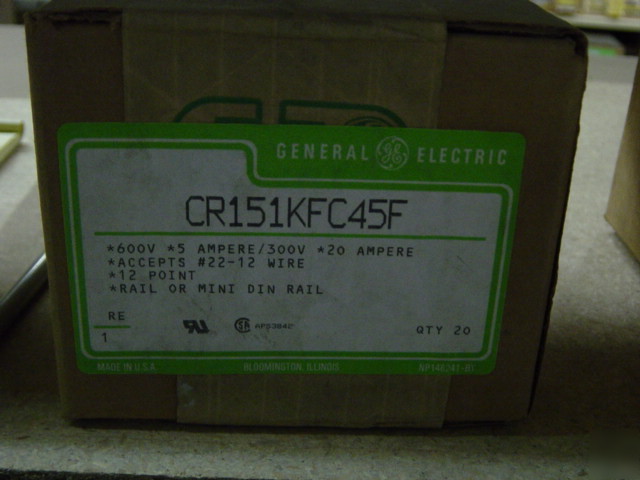 GENERAL GE ELECTRIC
CR151KFC45F
*600V *5 AMPERE/300V *20 AMPERE
*ACCEPTS #22-12 WIRE
*12 POINT
*RAIL OR MINI DIN RAIL
RE
1
QTY 20
MADE IN U.S.A.
BLOOMINGTON, ILLINOIS